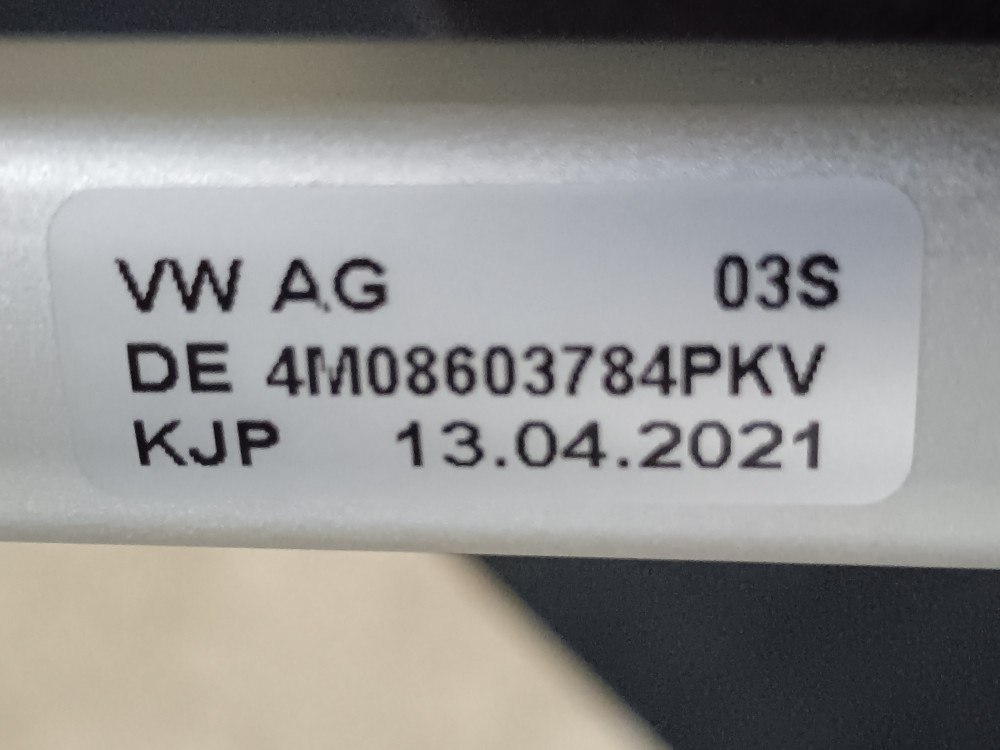 VW AG 03S
DE 4M08603784PKV
KJP 13.04.2021